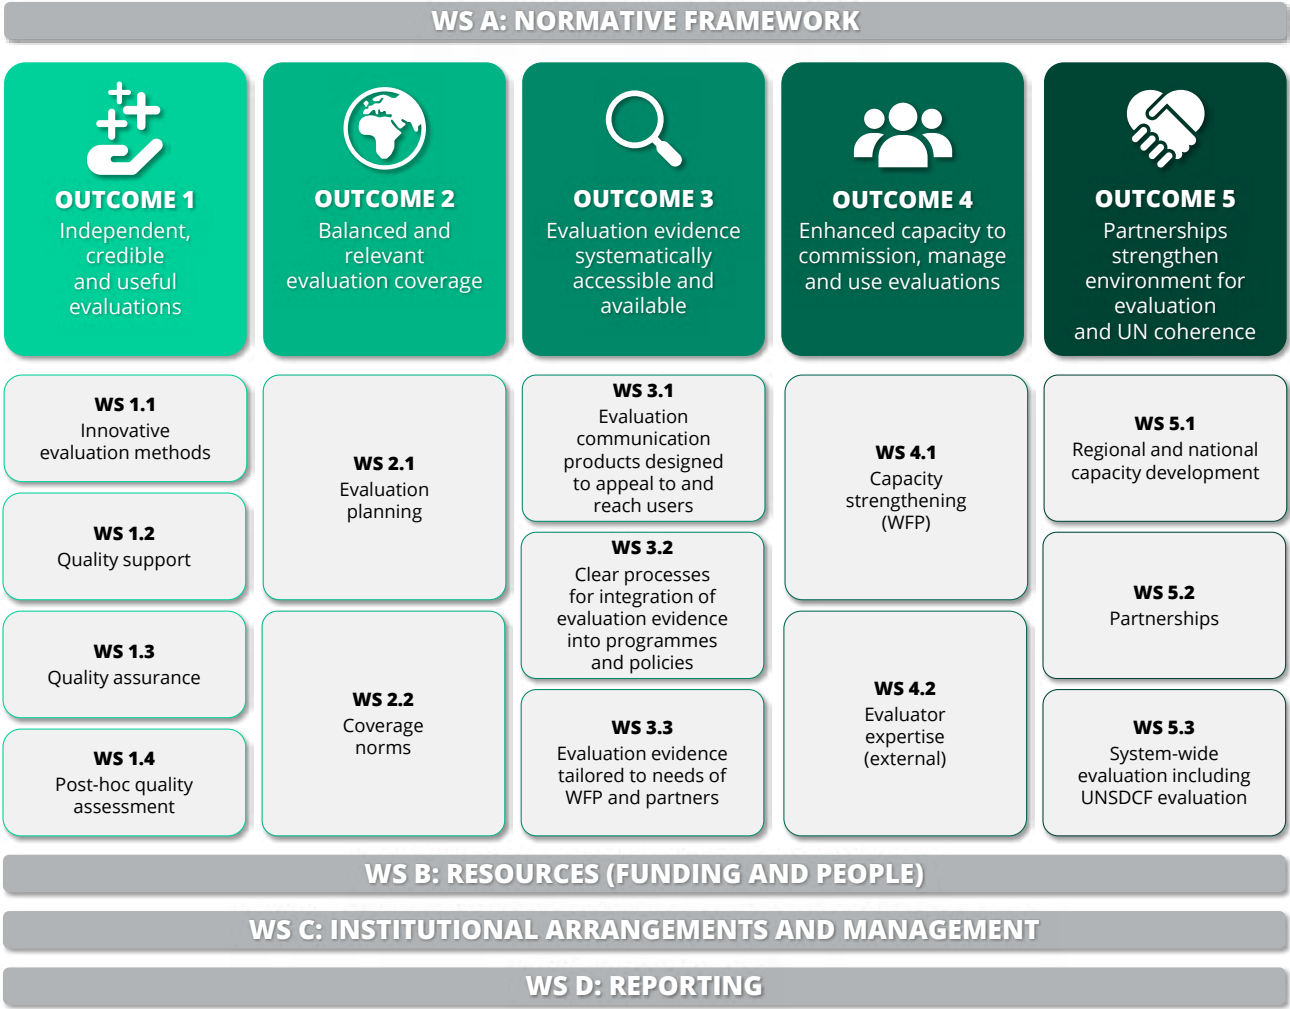 WS A: NORMATIVE FRAMEWORK
OUTCOME 1
Independent,
credible
and useful
evaluations
OUTCOME 2
Balanced and
relevant
evaluation coverage
OUTCOME 3
Evaluation evidence
systematically
accessible and
available
OUTCOME 4
Enhanced capacity to
commission, manage
and use evaluations
OUTCOME 5
Partnerships
strengthen
environment for
evaluation
and UN coherence
WS 1.1
Innovative
evaluation methods
WS 1.2
Quality support
WS 1.3
Quality assurance
WS 1.4
Post-hoc quality
assessment
WS 2.1
Evaluation
planning
WS 2.2
Coverage
norms
WS 3.1
Evaluation
communication
products designed
to appeal to and
reach users
WS 3.2
Clear processes
for integration of
evaluation evidence
into programmes
and policies
WS 3.3
Evaluation evidence
tailored to needs of
WFP and partners
WS 4.1
Capacity
strengthening
(WFP)
WS 4.2
Evaluator
expertise
(external)
WS 5.1
Regional and national
capacity development
WS 5.2
Partnerships
WS 5.3
System-wide
evaluation including
UNSDCF evaluation
WS B: RESOURCES (FUNDING AND PEOPLE)
WS C: INSTITUTIONAL ARRANGEMENTS AND MANAGEMENT
WS D: REPORTING